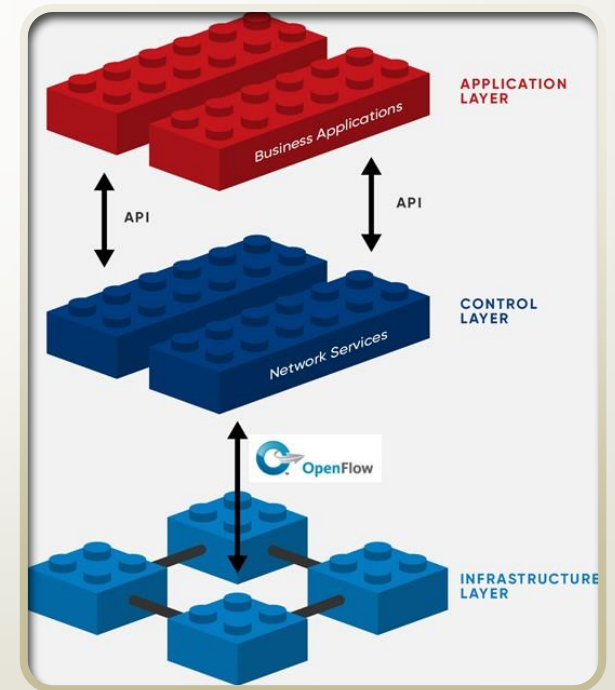 APPLICATION
LAYER
Business Applications
API
API
CONTROL
LAYER
Network Services
OpenFlow
INFRASTRUCTURE
LAYER